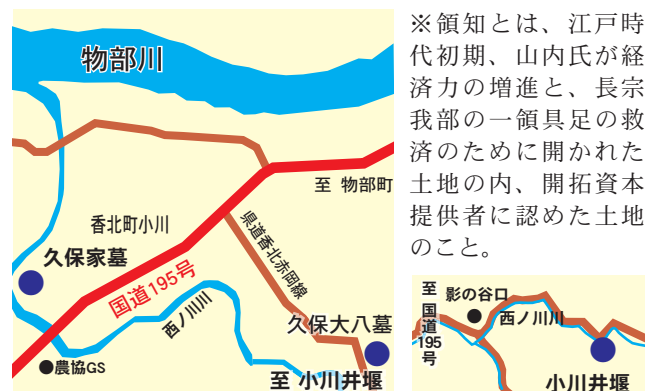 物部川
至 物部町
香北町小川
久保家墓
県道香北赤岡線
国道195号
西ノ川川
久保大八墓
●農協GS
至 小川井堰
※領知とは、江戸時
代初期、山内氏が経
済力の増進と、長宗
我部の一領具足の救
済のために開かれた
土地の内、開拓資本
提供者に認めた土地
のこと。
至国道195号
影の谷口
西ノ川川
小川井堰